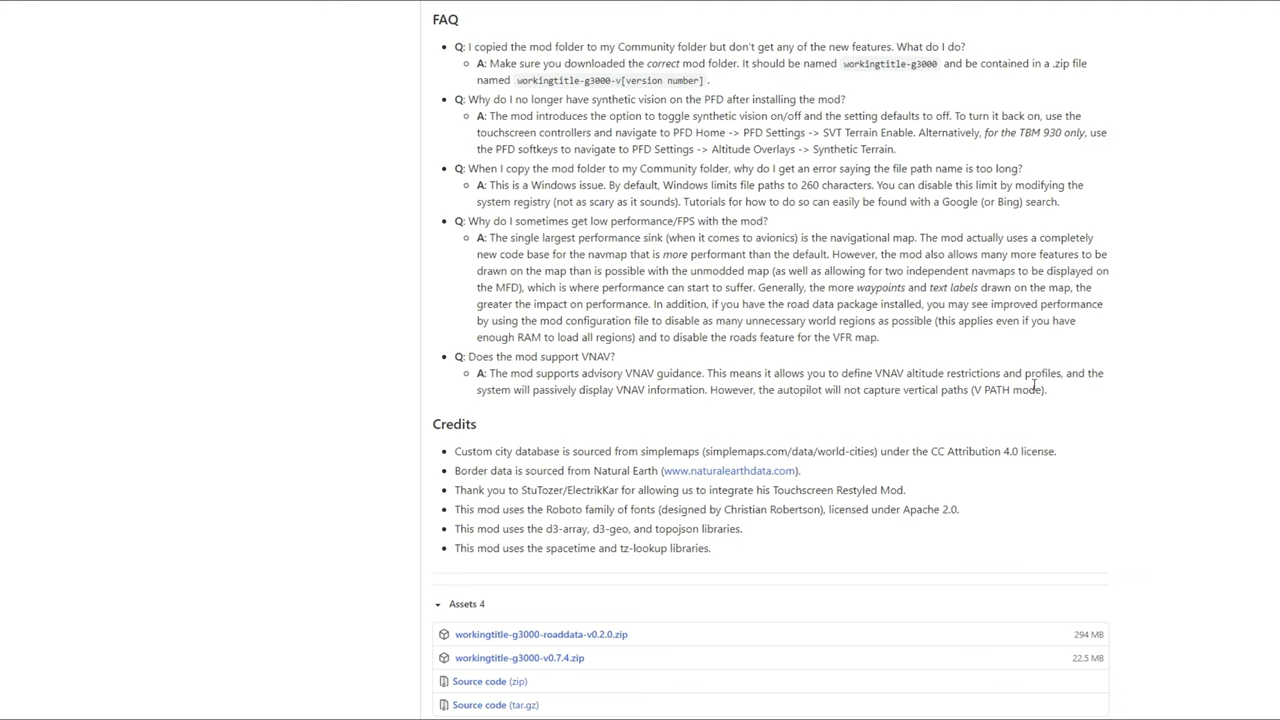 FAQ
• Q: I copied the mod folder to my Community folder but don't get any of the new features. What do I do?
○ A: Make sure you downloaded the correct mod folder. It should be named workingtitle-g3000 and be contained in a .zip file
named workingtitle-g3000-v[version number] .
• Q: Why do I no longer have synthetic vision on the PFD after installing the mod?
○ A: The mod introduces the option to toggle synthetic vision on/off and the setting defaults to off. To turn it back on, use the
touchscreen controllers and navigate to PFD Home -> PFD Settings -> SVT Terrain Enable. Alternatively, for the TBM 930 only, use
the PFD softkeys to navigate to PFD Settings -> Altitude Overlays -> Synthetic Terrain.
• Q: When I copy the mod folder to my Community folder, why do I get an error saying the file path name is too long?
○ A: This is a Windows issue. By default, Windows limits file paths to 260 characters. You can disable this limit by modifying the
system registry (not as scary as it sounds). Tutorials for how to do so can easily be found with a Google (or Bing) search.
• Q: Why do I sometimes get low performance/FPS with the mod?
○ A: The single largest performance sink (when it comes to avionics) is the navigational map. The mod actually uses a completely
new code base for the navmap that is more performant than the default. However, the mod also allows many more features to be
drawn on the map than is possible with the unmodded map (as well as allowing for two independent navmaps to be displayed on
the MFD), which is where performance can start to suffer. Generally, the more waypoints and text labels drawn on the map, the
greater the impact on performance. In addition, if you have the road data package installed, you may see improved performance
by using the mod configuration file to disable as many unnecessary world regions as possible (this applies even if you have
enough RAM to load all regions) and to disable the roads feature for the VFR map.
• Q: Does the mod support VNAV?
○ A: The mod supports advisory VNAV guidance. This means it allows you to define VNAV altitude restrictions and profiles, and the
system will passively display VNAV information. However, the autopilot will not capture vertical paths (V PATH mode).
Credits
• Custom city database is sourced from simplemaps (simplemaps.com/data/world-cities) under the CC Attribution 4.0 license.
• Border data is sourced from Natural Earth (www.naturalearthdata.com).
• Thank you to StuTozer/ElectrikKar for allowing us to integrate his Touchscreen Restyled Mod.
• This mod uses the Roboto family of fonts (designed by Christian Robertson), licensed under Apache 2.0.
• This mod uses the d3-array, d3-geo, and topojson libraries.
• This mod uses the spacetime and tz-lookup libraries.
Assets 4
workingtitle-g3000-roaddata-v0.2.0.zip 294 MB
workingtitle-g3000-v0.7.4.zip 22.5 MB
Source code (zip)
Source code (tar.gz)